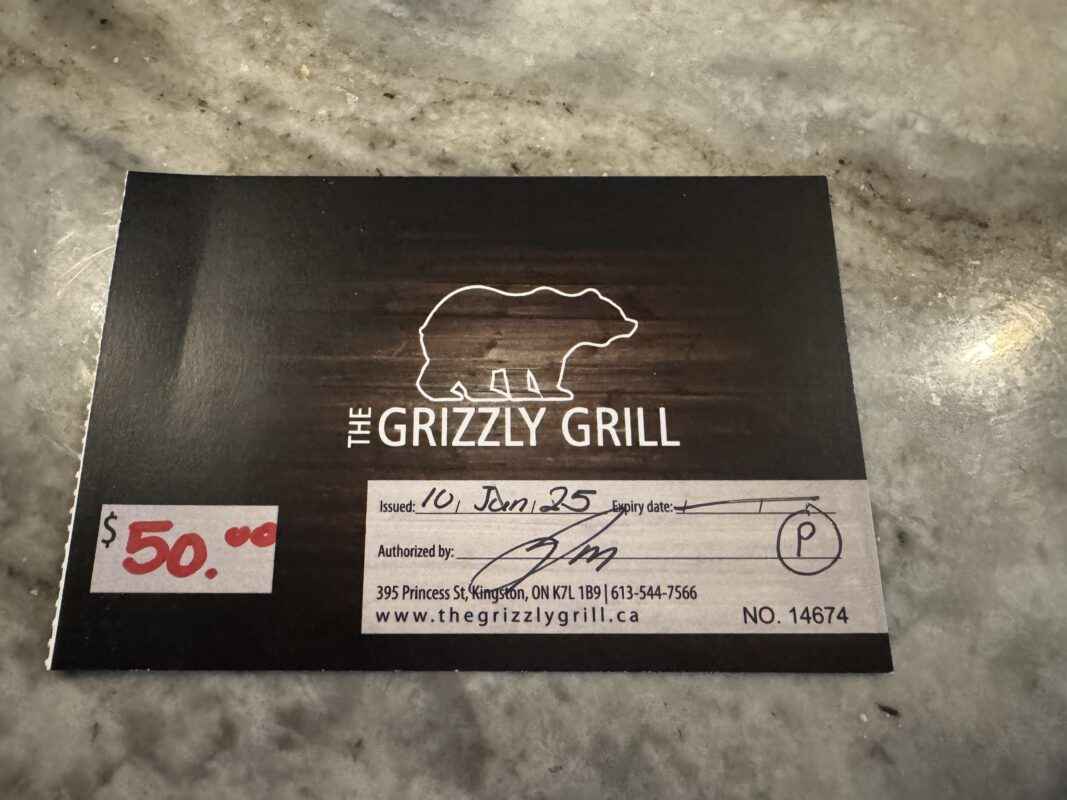 THE GRIZZLY GRILL
$ 50.00
Issued: 10, Jan, 25 Expiry date:
Authorized by:
P
395 Princess St, Kingston, ON K7L 1B9 | 613-544-7566
www.thegrizzlygrill.ca NO. 14674